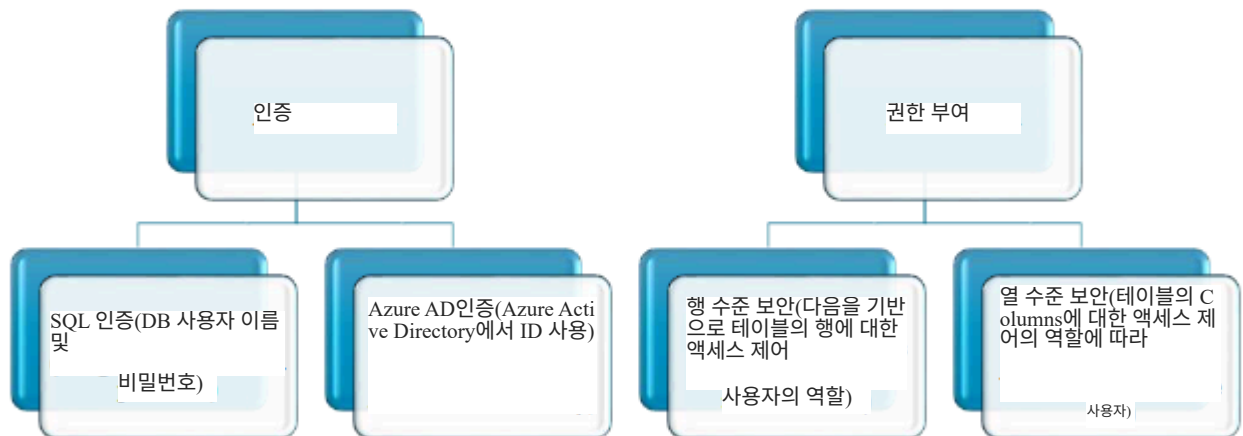 인증
권한 부여
SQL 인증(DB 사용자 이름
및
비밀번호)
Azure AD인증(Azure Acti
ve Directory에서 ID 사용)
행 수준 보안(다음을 기반
으로 테이블의 행에 대한
액세스 제어
사용자의 역할)
열 수준 보안(테이블의 C
olumns에 대한 액세스 제
어의 역할에 따라
사용자)